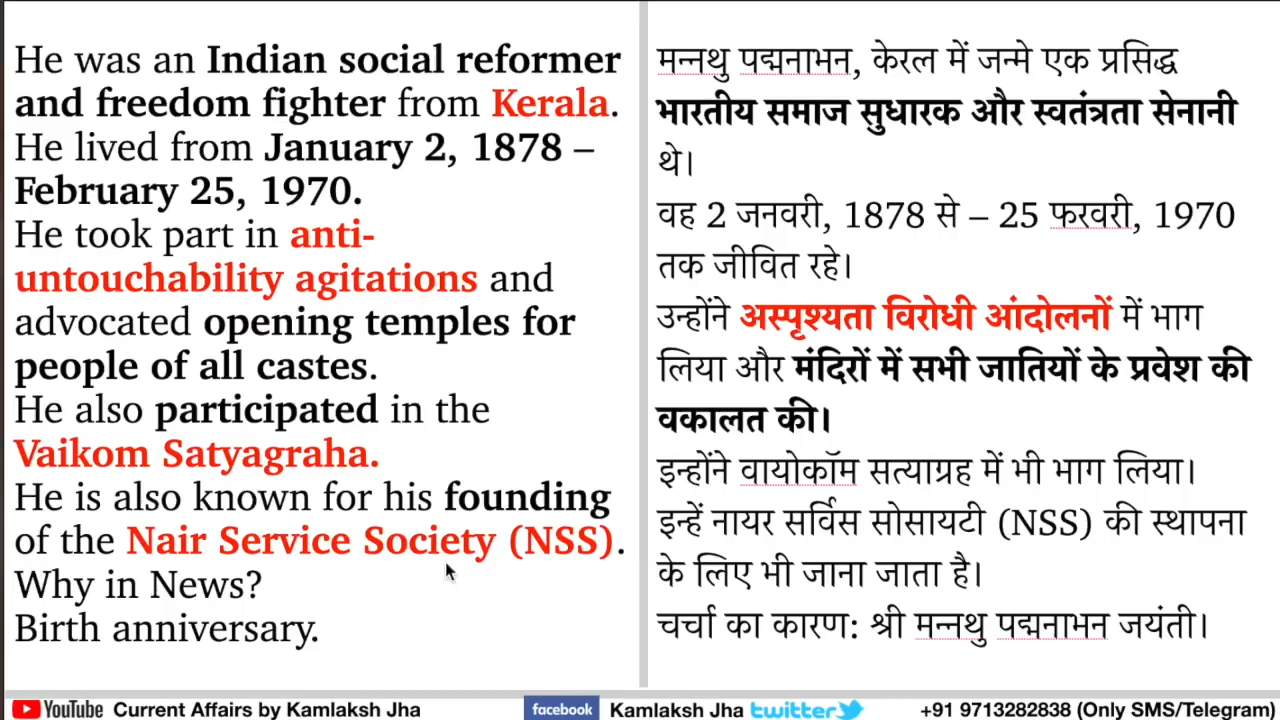 He was an Indian social reformer
and freedom fighter from Kerala.
He lived from January 2, 1878 –
February 25, 1970.
He took part in anti-
untouchability agitations and
advocated opening temples for
people of all castes.
He also participated in the
Vaikom Satyagraha.
He is also known for his founding
of the Nair Service Society (NSS).
Why in News?
Birth anniversary.
मन्नथु पद्मनाभन, केरल में जन्मे एक प्रसिद्ध
भारतीय समाज सुधारक और स्वतंत्रता सेनानी
थे।
वह 2 जनवरी, 1878 से – 25 फरवरी, 1970
तक जीवित रहे।
उन्होंने अस्पृश्यता विरोधी आंदोलनों में भाग
लिया और मंदिरों में सभी जातियों के प्रवेश की
वकालत की।
इन्होंने वायोकॉम सत्याग्रह में भी भाग लिया।
इन्हें नायर सर्विस सोसायटी (NSS) की स्थापना
के लिए भी जाना जाता है।
चर्चा का कारण: श्री मन्नथु पद्मनाभन जयंती।
YouTube Current Affairs by Kamlaksh Jha facebook Kamlaksh Jha twitter +91 9713282838 (Only SMS/Telegram)